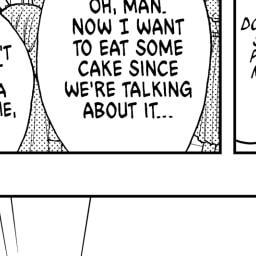 OH, MAN.
NOW I WANT
TO EAT SOME
CAKE SINCE
WE'RE TALKING
ABOUT IT...